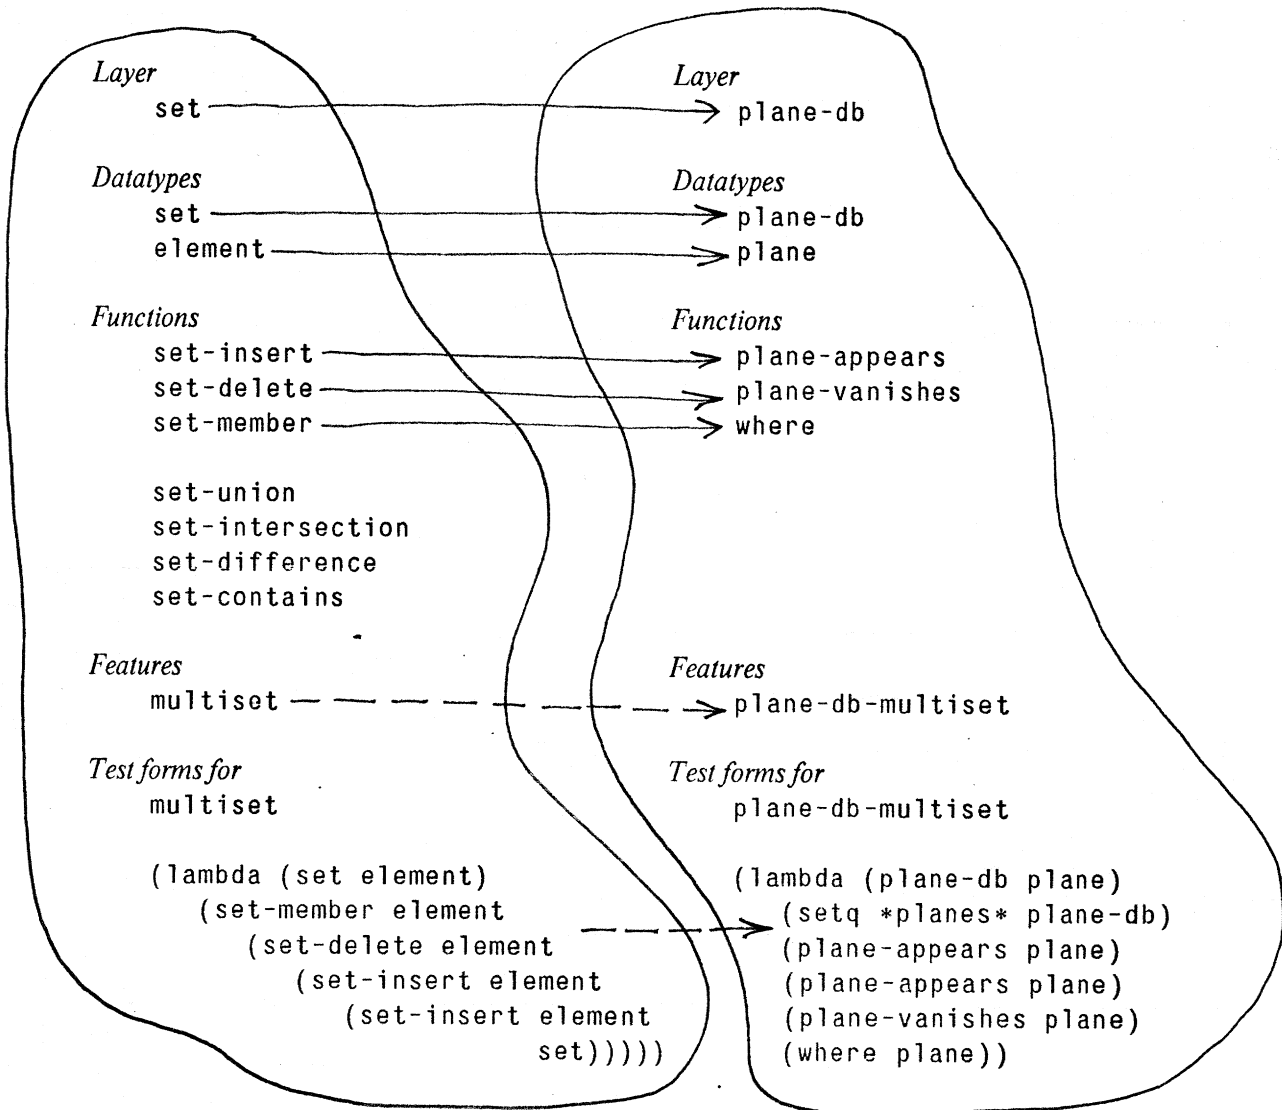 Layer
set
Datatypes
set
element
Functions
set-insert
set-delete
set-member
set-union
set-intersection
set-difference
set-contains
Features
multiset
Test forms for
multiset
(lambda (set element)
(set-member element
(set-delete element
(set-insert element
(set-insert element
set)))))
Layer
plane-db
Datatypes
plane-db
plane
Functions
plane-appears
plane-vanishes
where
Features
plane-db-multiset
Test forms for
plane-db-multiset
(lambda (plane-db plane)
(setq *planes* plane-db)
(plane-appears plane)
(plane-appears plane)
(plane-vanishes plane)
(where plane))